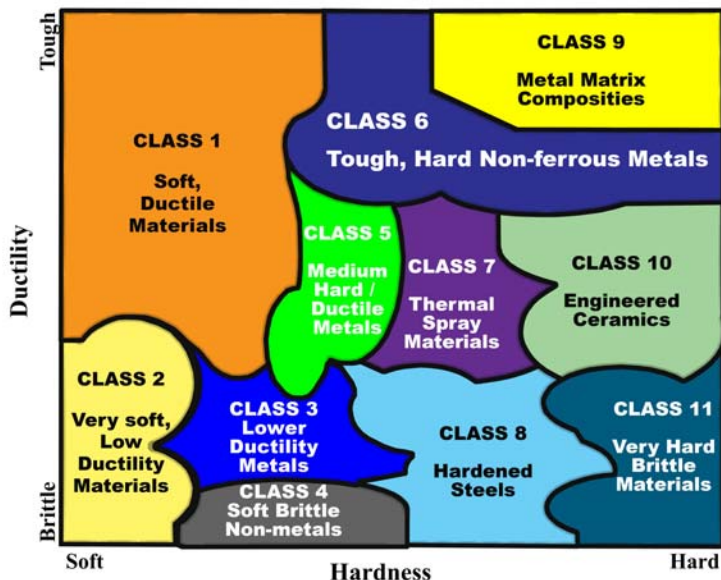 Tough
CLASS 9
Metal Matrix
Composities
CLASS 6
Tough, Hard Non-ferrous Metals
CLASS 1
Soft,
Ductile
Materials
CLASS 5
Medium
Hard /
Ductile
Metals
CLASS 7
Thermal
Spray
Materials
CLASS 10
Engineered
Ceramics
Ductility
CLASS 2
Very soft,
Low
Ductility
Materials
CLASS 3
Lower
Ductility
Metals
CLASS 4
Soft Brittle
Non-metals
CLASS 8
Hardened
Steels
CLASS 11
Very Hard
Brittle
Materials
Brittle
Soft
Hardness
Hard